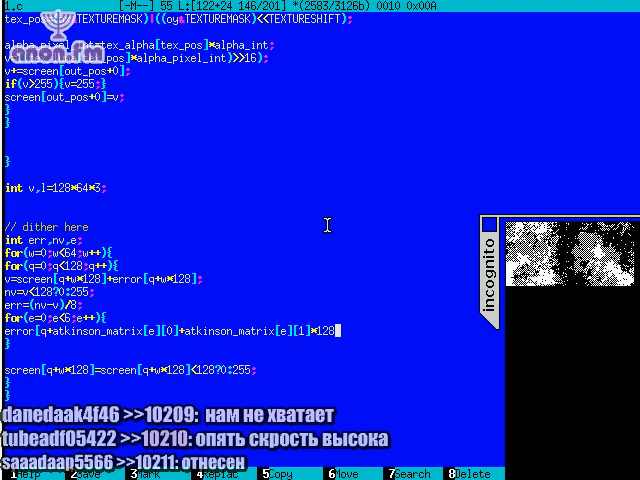 1.c [-M--] 55 L:[122+24 146/201] *(2583/3126b) 0010 0x00A
tex_pos TEXTUREMASK)|((oy&TEXTUREMASK)<<TEXTURESHIFT);
anon.fm
alpha_pixel_int=tex_alpha[tex_pos]*alpha_int;
*alpha_pixel_int)>>16);
v+=screen[out_pos+0];
if(v>255){v=255;}
screen[out_pos+0]=v;
}
}
}
int v,l=128*64*3;
// dither here
int err,nv,e;
for(w=0;w<64;w++){
for(q=0;q<128;q++){
v=screen[q+w*128]+error[q+w*128];
nv=v<128?0:255;
err=(nv-v)/8;
for(e=0;e<6;e++){
error[q+atkinson_matrix[e][0]+atkinson_matrix[e][1]*128
}
screen[q+w*128]=screen[q+w*128]<128?0:255;
}
}
incognito
danedaak4f46 >>10209: нам не хватает
tubeadf05422 >>10210: опять скрость высока
saaadaap5566 >>10211: отнесен
5Copy 6Move 7Search 8Delete